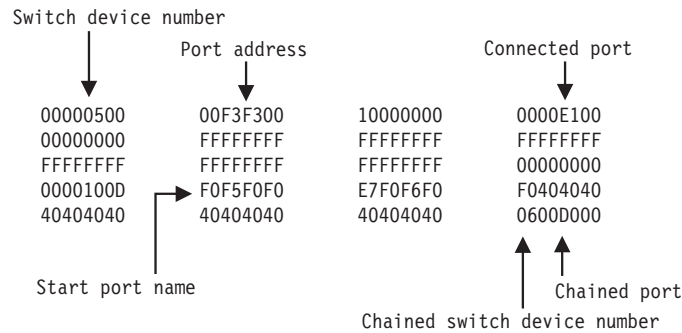 Switch device number
Port address
Connected port
00000500 00F3F300 10000000 0000E100
00000000 FFFFFFFF FFFFFFFF FFFFFFFF
FFFFFFFF FFFFFFFF FFFFFFFF 00000000
0000100D F0F5F0F0 E7F0F6F0 F0404040
40404040 40404040 40404040 0600D000
Start port name
Chained port
Chained switch device number